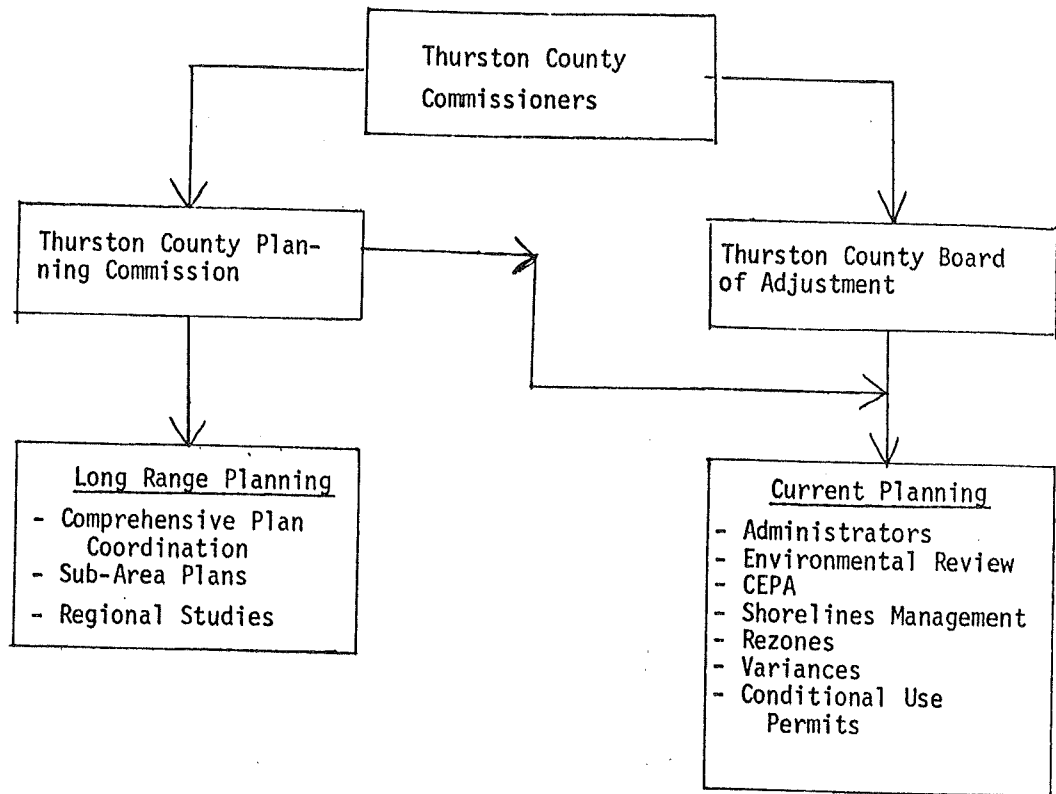 Thurston County
Commissioners
Thurston County Plan-
ning Commission
Thurston County Board
of Adjustment
Long Range Planning
- Comprehensive Plan
Coordination
- Sub-Area Plans
- Regional Studies
Current Planning
- Administrators
- Environmental Review
- CEPA
- Shorelines Management
- Rezones
- Variances
- Conditional Use
Permits